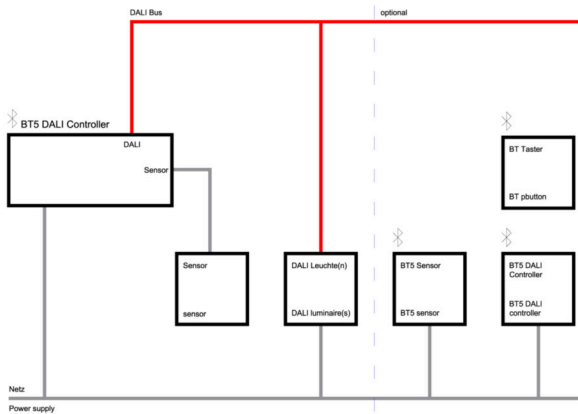 DALI Bus
optional
BT5 DALI Controller
DALI
Sensor
BT Taster
BT pbutton
Sensor
sensor
DALI Leuchte(n)
DALI luminaire(s)
BT5 Sensor
BT5 sensor
BT5 DALI
Controller
BT5 DALI
controller
Netz
Power supply